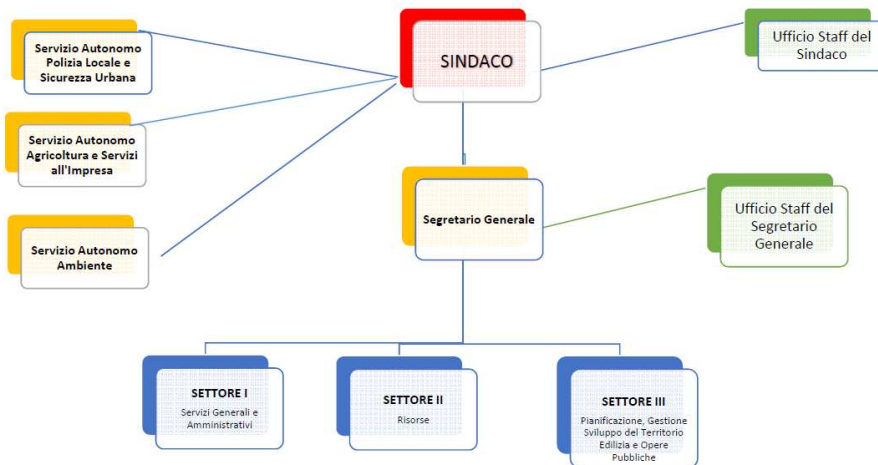 Servizio Autonomo
Polizia Locale e
Sicurezza Urbana
SINDACO
Ufficio Staff del
Sindaco
Servizio Autonomo
Agricoltura e Servizi
all'Impresa
Segretario Generale
Ufficio Staff del
Segretario
Generale
Servizio Autonomo
Ambiente
SETTORE I
Servizi Generali e
Amministrativi
SETTORE II
Risorse
SETTORE III
Pianificazione, Gestione
Sviluppo del Territorio
Edilizia e Opere
Pubbliche